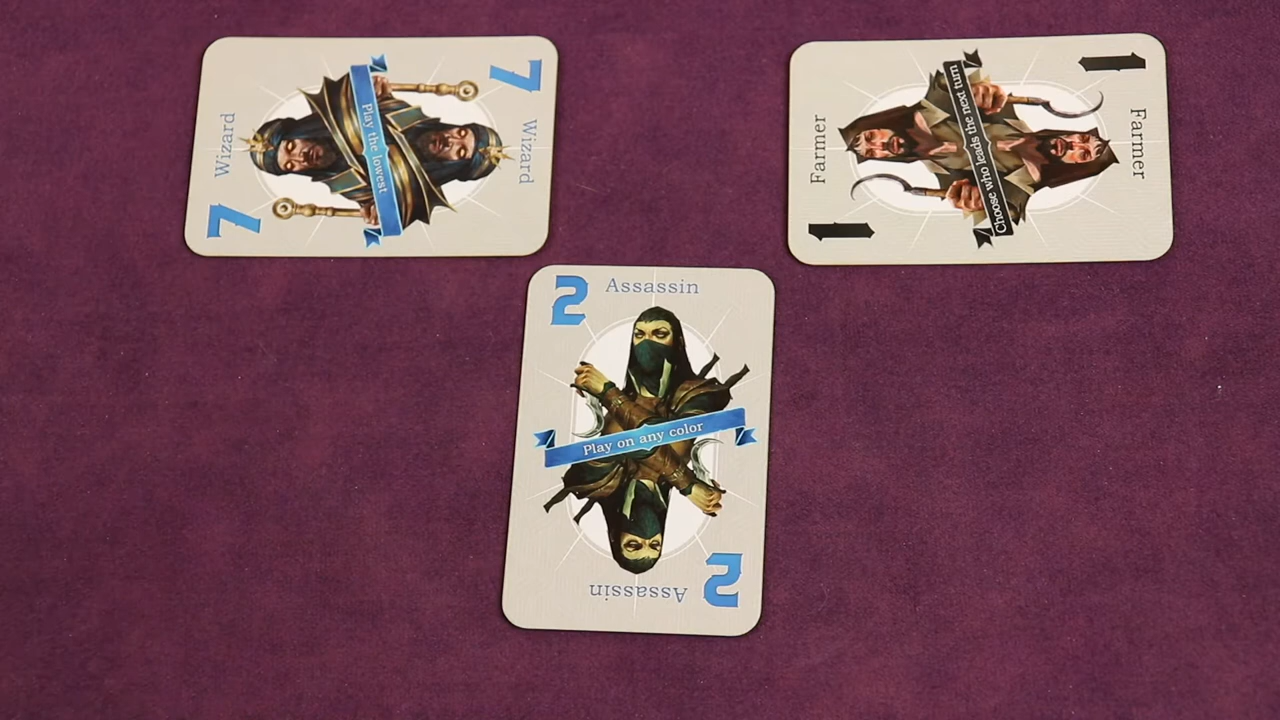 7
Wizard
Play the lowest
Wizard
7
1
Farmer
Choose who leads the next turn
Farmer
1
2
Assassin
Play on any color
Assassin
2